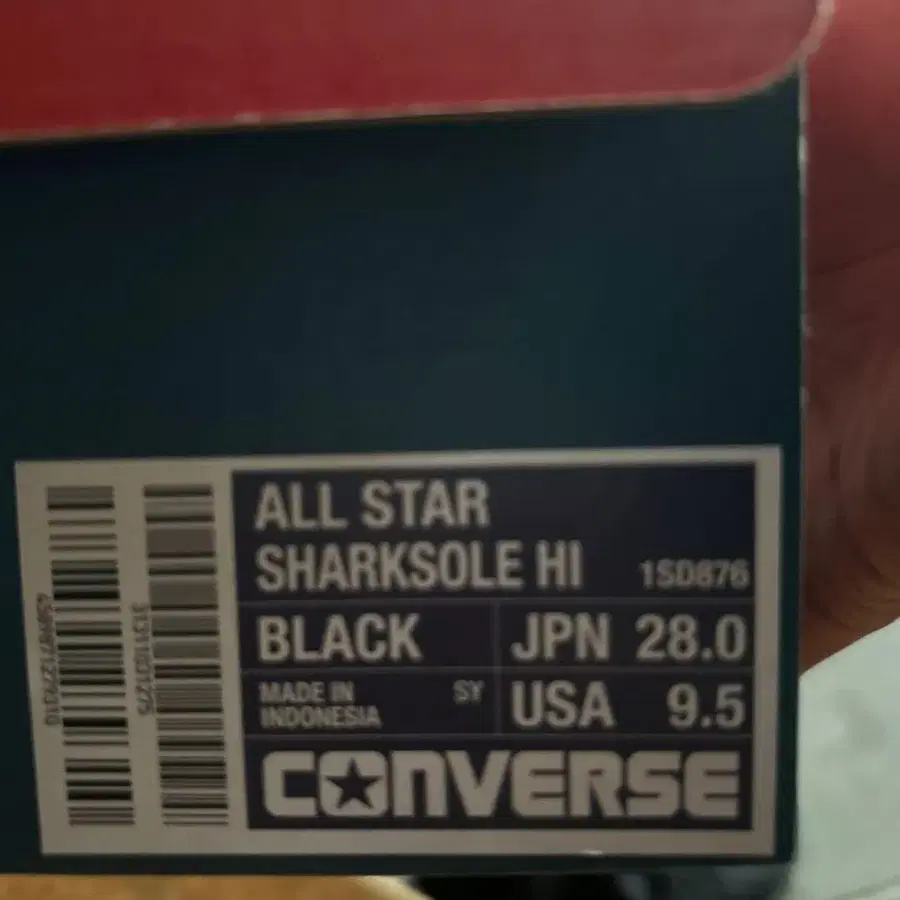 ALL STAR
SHARKSOLE HI 1SD876
BLACK JPN 28.0
MADE IN INDONESIA SY USA 9.5
CONVERSE